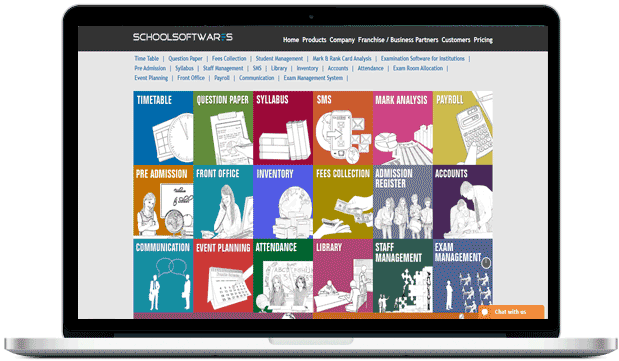 SCHOOLSOFTWARES
Home Products Company Franchise / Business Partners Customers Pricing
Time Table | Question Paper | Fees Collection | Student Management | Mark & Rank Card Analysis | Examination Software for Institutions |
Pre Admission | Syllabus | Staff Management | SMS | Library | Inventory | Accounts | Attendance | Exam Room Allocation |
Event Planning | Front Office | Payroll | Communication | Exam Management System |
TIMETABLE
QUESTION PAPER
SYLLABUS
SMS
MARK ANALYSIS
PAYROLL
PRE ADMISSION
FRONT OFFICE
INVENTORY
FEES COLLECTION
ADMISSION
REGISTER
ACCOUNTS
COMMUNICATION
EVENT PLANNING
ATTENDANCE
LIBRARY
STAFF
MANAGEMENT
EXAM
MANAGEMENT
Chat with us